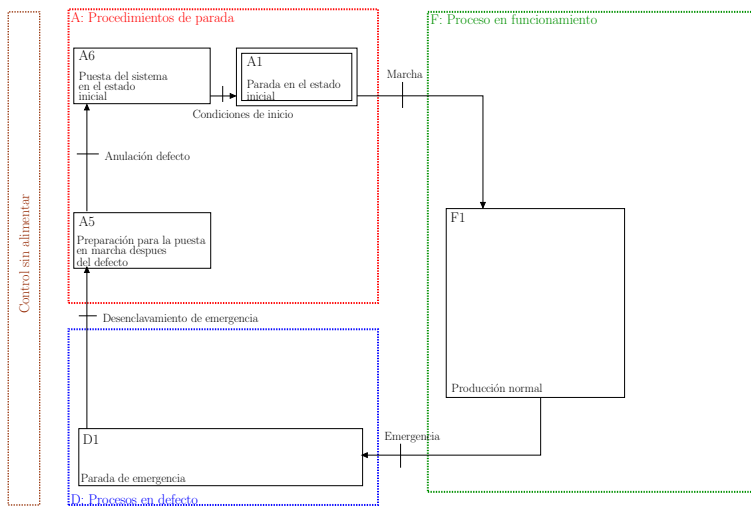 A: Procedimientos de parada
F: Proceso en funcionamiento
A6
Puesta del sistema
en el estado
inicial
A1
Parada en el estado
inicial
Marcha
Condiciones de inicio
Anulación defecto
Control sin alimentar
A5
Preparación para la puesta
en marcha despues
del defecto
F1
Producción normal
Desenclavamiento de emergencia
D1
Parada de emergencia
Emergencia
D: Procesos en defecto